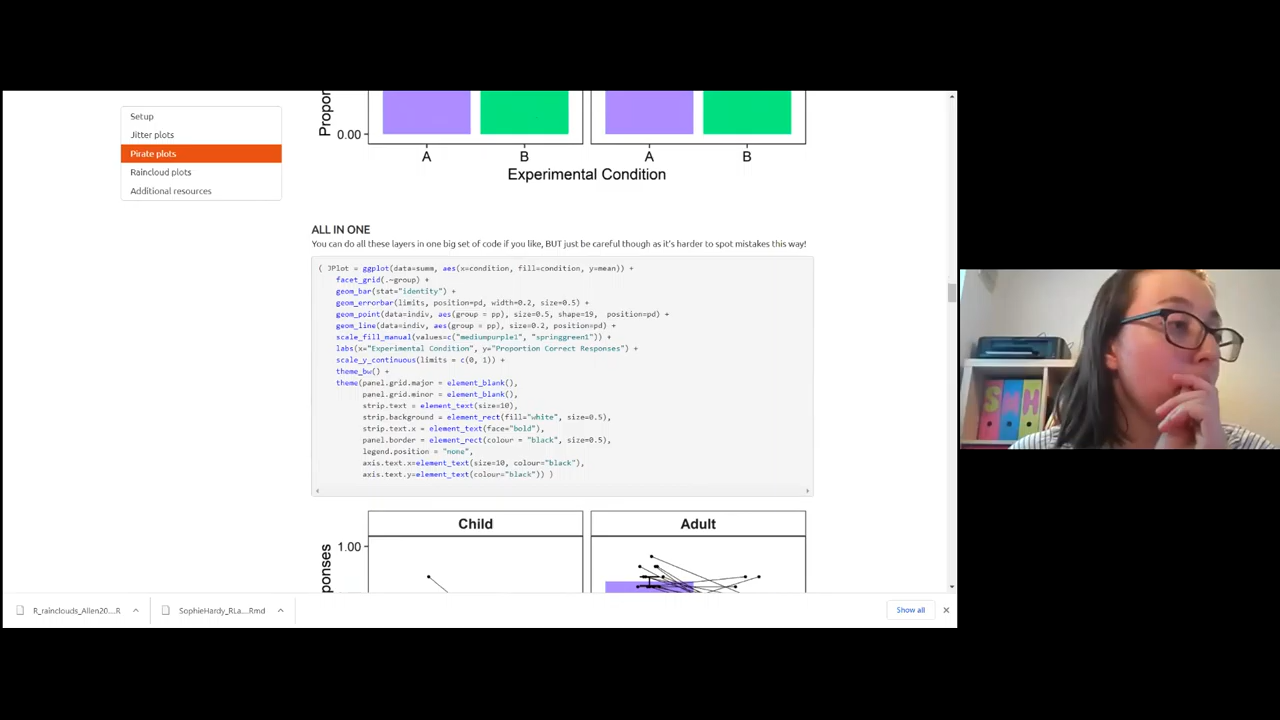 Setup
Jitter plots
Pirate plots
Raincloud plots
Additional resources
Propor
0.00
A
B
A
B
Experimental Condition
ALL IN ONE
You can do all these layers in one big set of code if you like, BUT just be careful though as it's harder to spot mistakes this way!
( JPlot = ggplot(data=summ, aes(x=condition, fill=condition, y=mean)) +
facet_grid(.~group) +
geom_bar(stat="identity") +
geom_errorbar(limits, position=pd, width=0.2, size=0.5) +
geom_point(data=indiv, aes(group = pp), size=0.5, shape=19, position=pd) +
geom_line(data=indiv, aes(group = pp), size=0.2, position=pd) +
scale_fill_manual(values=c("mediumpurple1", "springgreen1")) +
labs(x="Experimental Condition", y="Proportion Correct Responses") +
scale_y_continuous(limits = c(0, 1)) +
theme_bw() +
theme(panel.grid.major = element_blank(),
panel.grid.minor = element_blank(),
strip.text = element_text(size=10),
strip.background = element_rect(fill="white", size=0.5),
strip.text.x = element_text(face="bold"),
panel.border = element_rect(colour = "black", size=0.5),
legend.position = "none",
axis.text.x=element_text(size=10, colour="black"),
axis.text.y=element_text(colour="black")) )
Child
Adult
1.00
ponses
R_rainclouds_Allen20....R
SophieHardy_RLa....Rmd
Show all
SMH